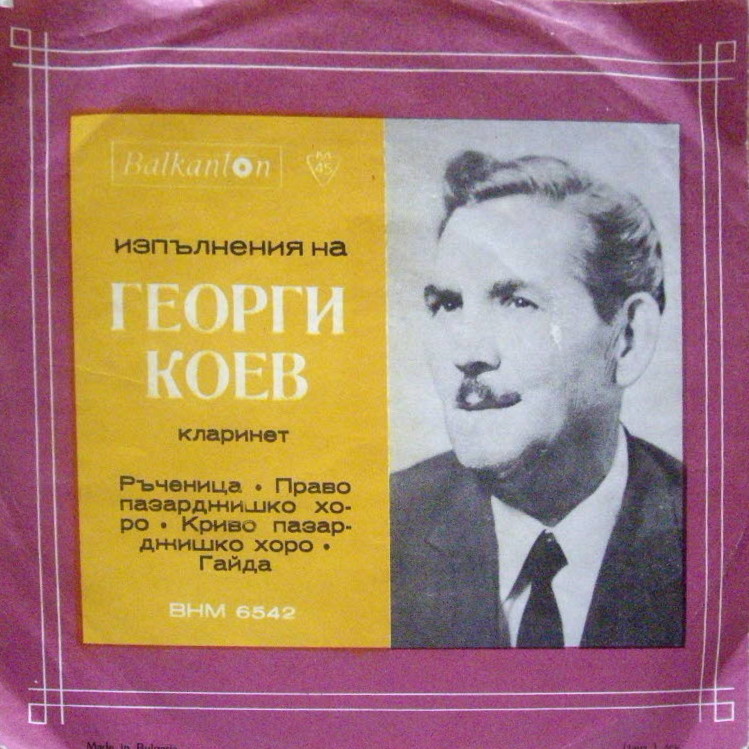 Balkanton
M 45
ИЗПЪЛНЕНИЯ НА
ГЕОРГИ
КОЕВ
кларинет
Ръченица • Право
пазарджишко хо-
ро • Криво пазар-
джишко хоро •
Гайда
ВНМ 6542
Made in Bulgaria